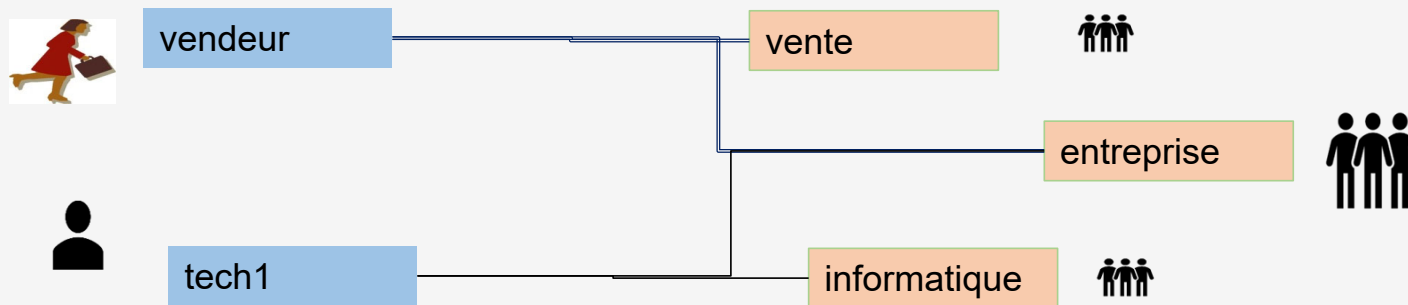 vendeur
vente
entreprise
tech1
informatique